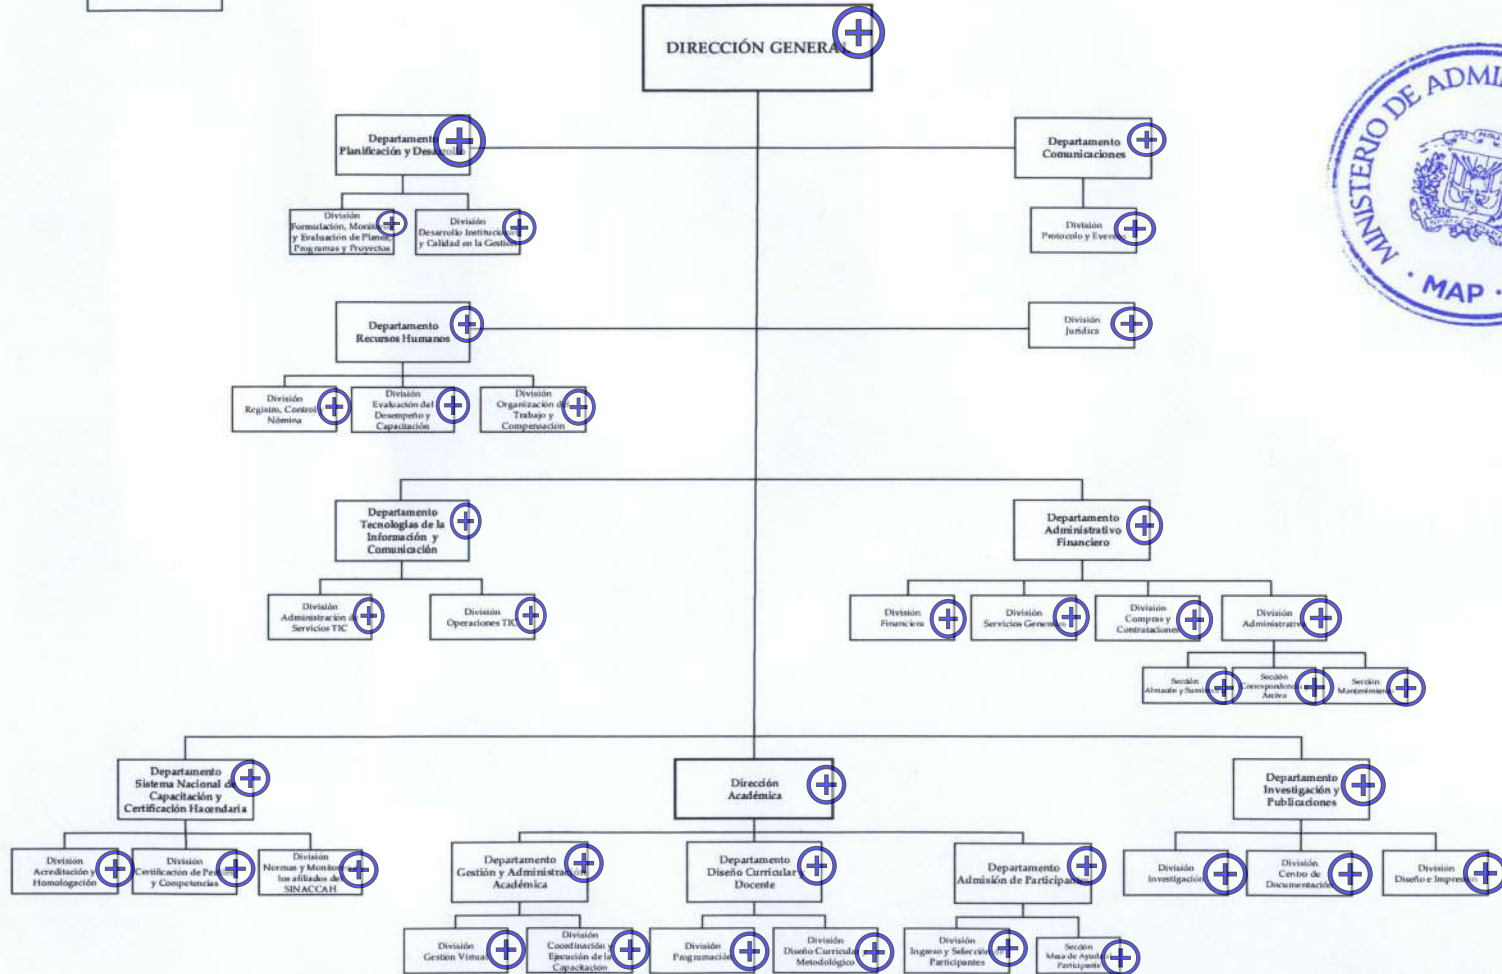 DIRECCIÓN GENERAL
Departamento
Planificación y Desarrollo
Departamento
Comunicaciones
División
Formulación, Monitoreo
y Evaluación de Planes,
Programas y Proyectos
División
Desarrollo Institucional
y Calidad en la Gestión
División
Protocolo y Eventos
MINISTERIO DE ADMI
MAP
Departamento
Recursos Humanos
División
Jurídica
División
Registro, Control
Nómina
División
Evaluación del
Desempeño y
Capacitación
División
Organización del
Trabajo y
Compensación
Departamento
Tecnologías de la
Información y
Comunicación
Departamento
Administrativo
Financiero
División
Administración de
Servicios TIC
División
Operaciones TIC
División
Financiera
División
Servicios Generales
División
Compras y
Contrataciones
División
Administrativa
Sección
Almacén y Suministro
Sección
Correspondencia
Arcivo
Sección
Mantenimiento
Departamento
Sistema Nacional de
Capacitación y
Certificación Hacendaria
Dirección
Académica
Departamento
Investigación y
Publicaciones
División
Acreditación y
Homologación
División
Certificación de
y Competencias
División
Normas y Monitoreo
los afiliados del
SINACCAH
Departamento
Gestión y Administración
Académica
Departamento
Diseño Curricular y
Docente
Departamento
Admisión de Participantes
División
Investigación
División
Centro de
Documentación
División
Diseño e Impresión
División
Gestión Virtual
División
Coordinación y
Ejecución de la
Capacitación
División
Programación
División
Diseño Curricular y
Metodológico
División
Ingreso y Selección de
Participantes
Sección
Mesa de Ayuda al
Participante